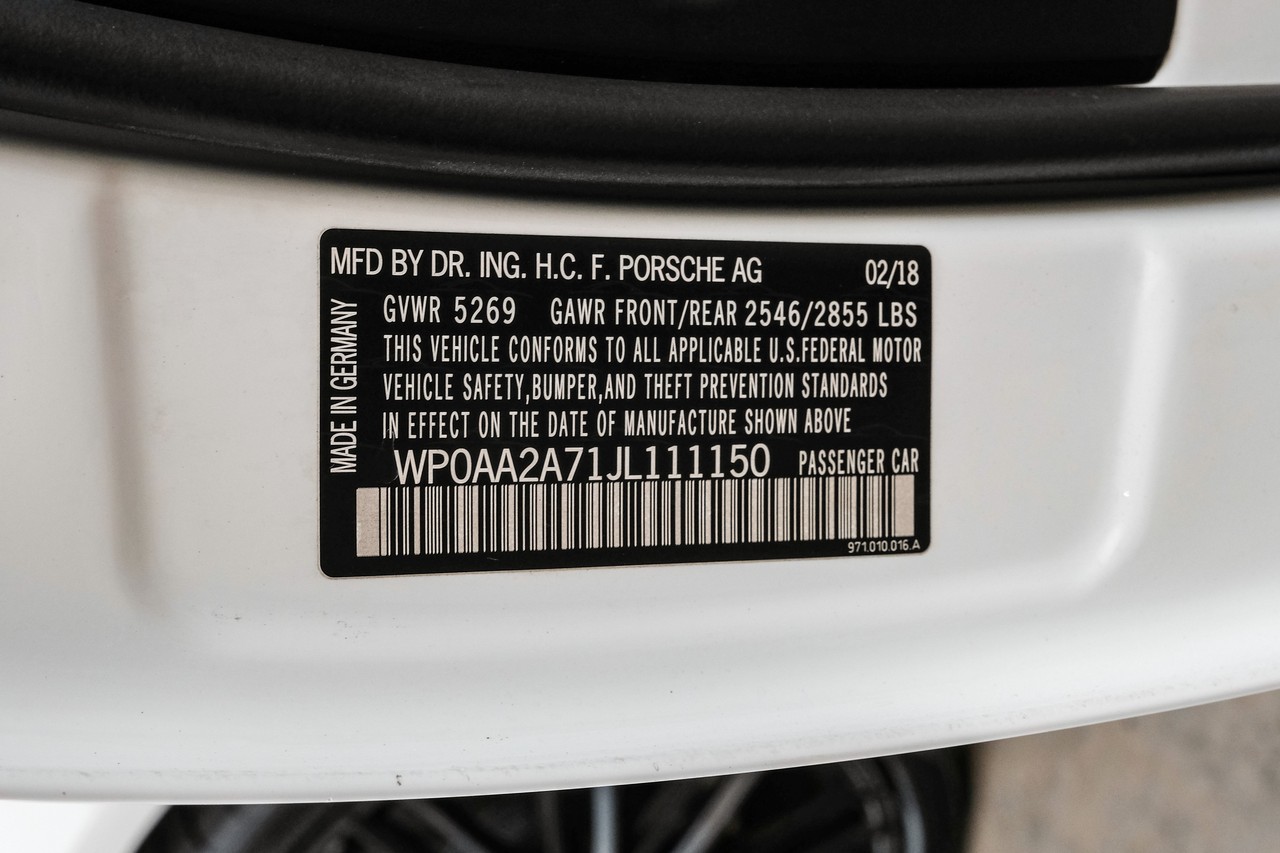 MFD BY DR. ING. H.C. F. PORSCHE AG 02/18
GVWR 5269 GAWR FRONT/REAR 2546/2855 LBS
THIS VEHICLE CONFORMS TO ALL APPLICABLE U.S.FEDERAL MOTOR
VEHICLE SAFETY,BUMPER,AND THEFT PREVENTION STANDARDS
IN EFFECT ON THE DATE OF MANUFACTURE SHOWN ABOVE
WP0AA2A71JL111150 PASSENGER CAR
971.010.016.A
MADE IN GERMANY